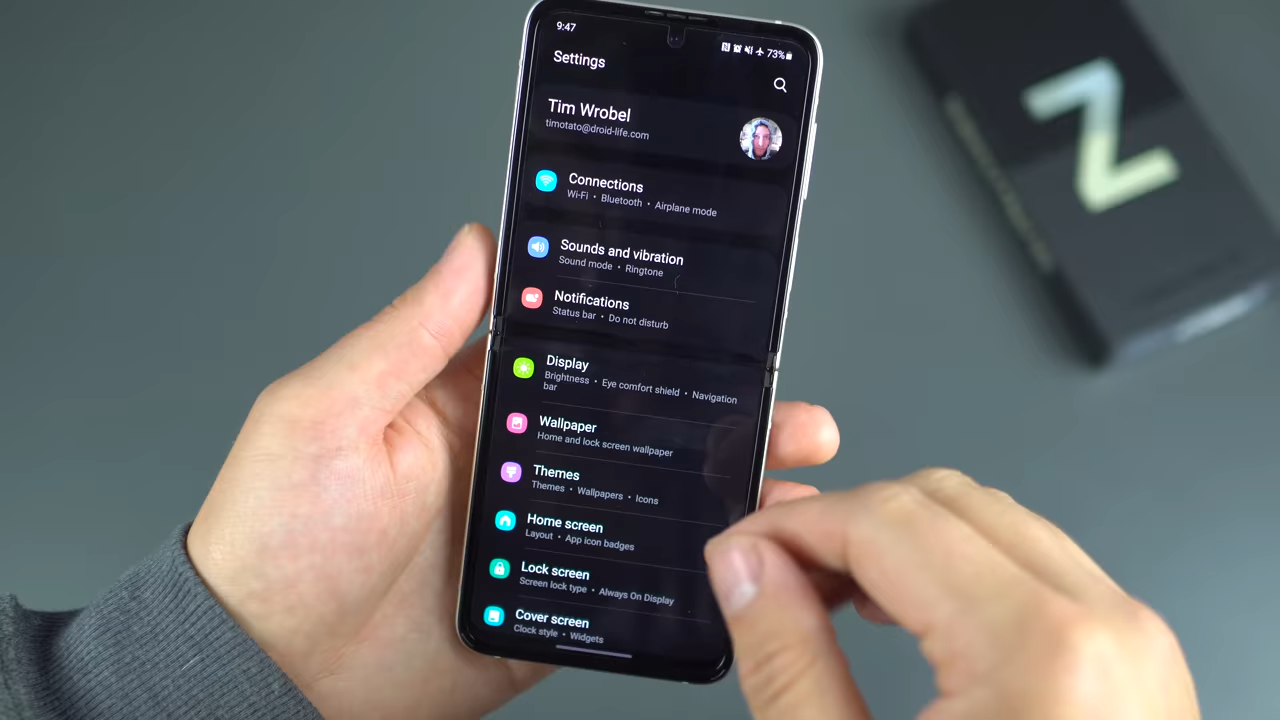 9:47
73%
Settings
Tim Wrobel
timotato@droid-life.com
Connections
Wi-Fi • Bluetooth • Airplane mode
Sounds and vibration
Sound mode • Ringtone
Notifications
Status bar • Do not disturb
Display
Brightness • Eye comfort shield • Navigation
bar
Wallpaper
Home and lock screen wallpaper
Themes
Themes • Wallpapers • Icons
Home screen
Layout • App icon badges
Lock screen
Screen lock type • Always On Display
Cover screen
Clock style • Widgets
Z